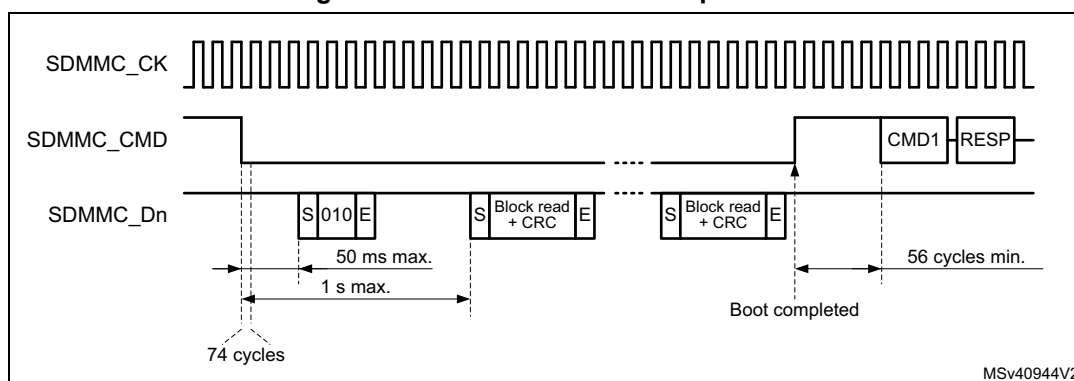 SDMMC_CK
SDMMC_CMD
CMD1 RESP
SDMMC_Dn
S 010 E
S Block read + CRC E
S Block read + CRC E
50 ms max.
56 cycles min.
1 s max.
Boot completed
74 cycles
MSv40944V2